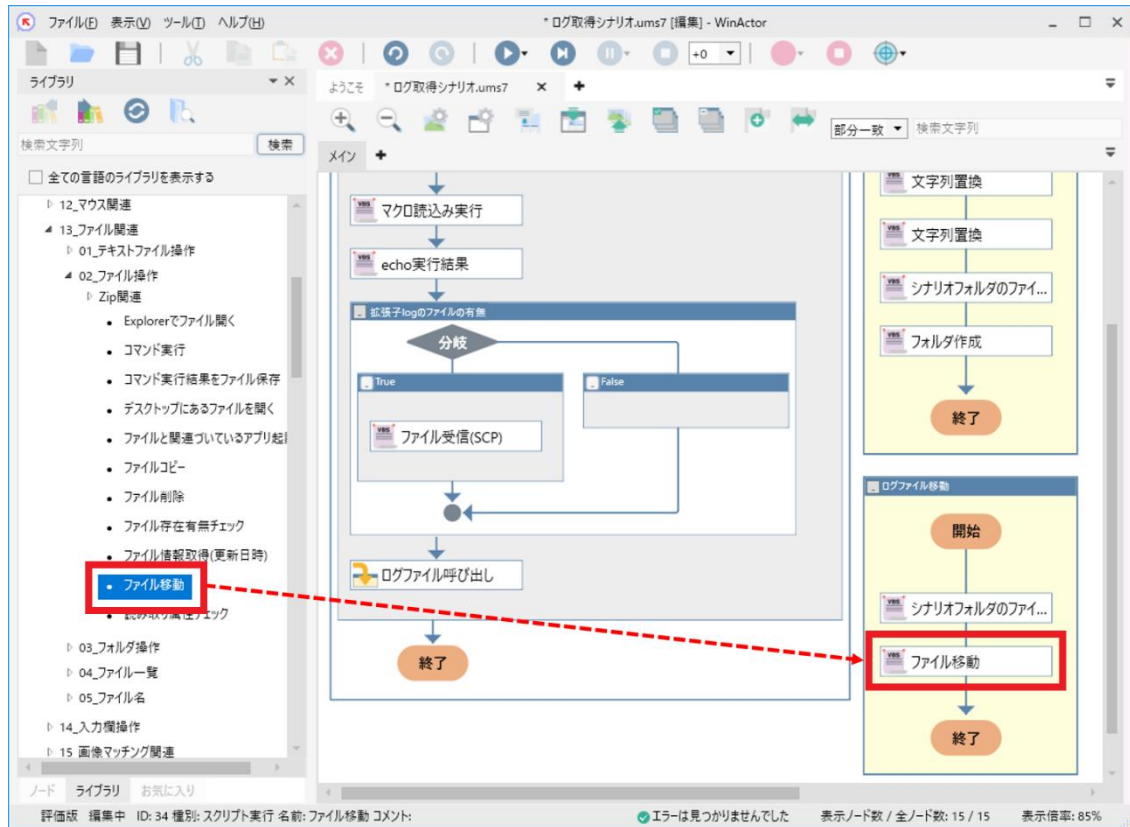 ファイル(F) 表示(V) ツール(T) ヘルプ(H)
* ログ取得シナリオ.ums7 [編集] - WinActor
+0
ライブラリ
検索文字列
検索
全ての言語のライブラリを表示する
12_マウス関連
13_ファイル関連
01_テキストファイル操作
02_ファイル操作
Zip関連
Explorerでファイル開く
コマンド実行
コマンド実行結果をファイル保存
デスクトップにあるファイルを開く
ファイルと関連づいているアプリ起
ファイルコピー
ファイル削除
ファイル存在有無チェック
ファイル情報取得(更新日時)
ファイル移動
読み取り属性チェック
03_フォルダ操作
04_ファイル一覧
05_ファイル名
14_入力欄操作
15 画像マッチング関連
ノード ライブラリ お気に入り
ようこそ * ログ取得シナリオ.ums7
部分一致 検索文字列
メイン
VBS マクロ読込み実行
VBS echo実行結果
拡張子logのファイルの有無
分岐
True
False
VBS ファイル受信(SCP)
ログファイル呼び出し
終了
VBS 文字列置換
VBS 文字列置換
VBS シナリオフォルダのファイ...
VBS フォルダ作成
終了
ログファイル移動
開始
VBS シナリオフォルダのファイ...
VBS ファイル移動
終了
評価版 編集中 ID: 34 種別: スクリプト実行 名前: ファイル移動 コメント:
エラーは見つかりませんでした
表示ノード数 / 全ノード数: 15 / 15
表示倍率: 85%